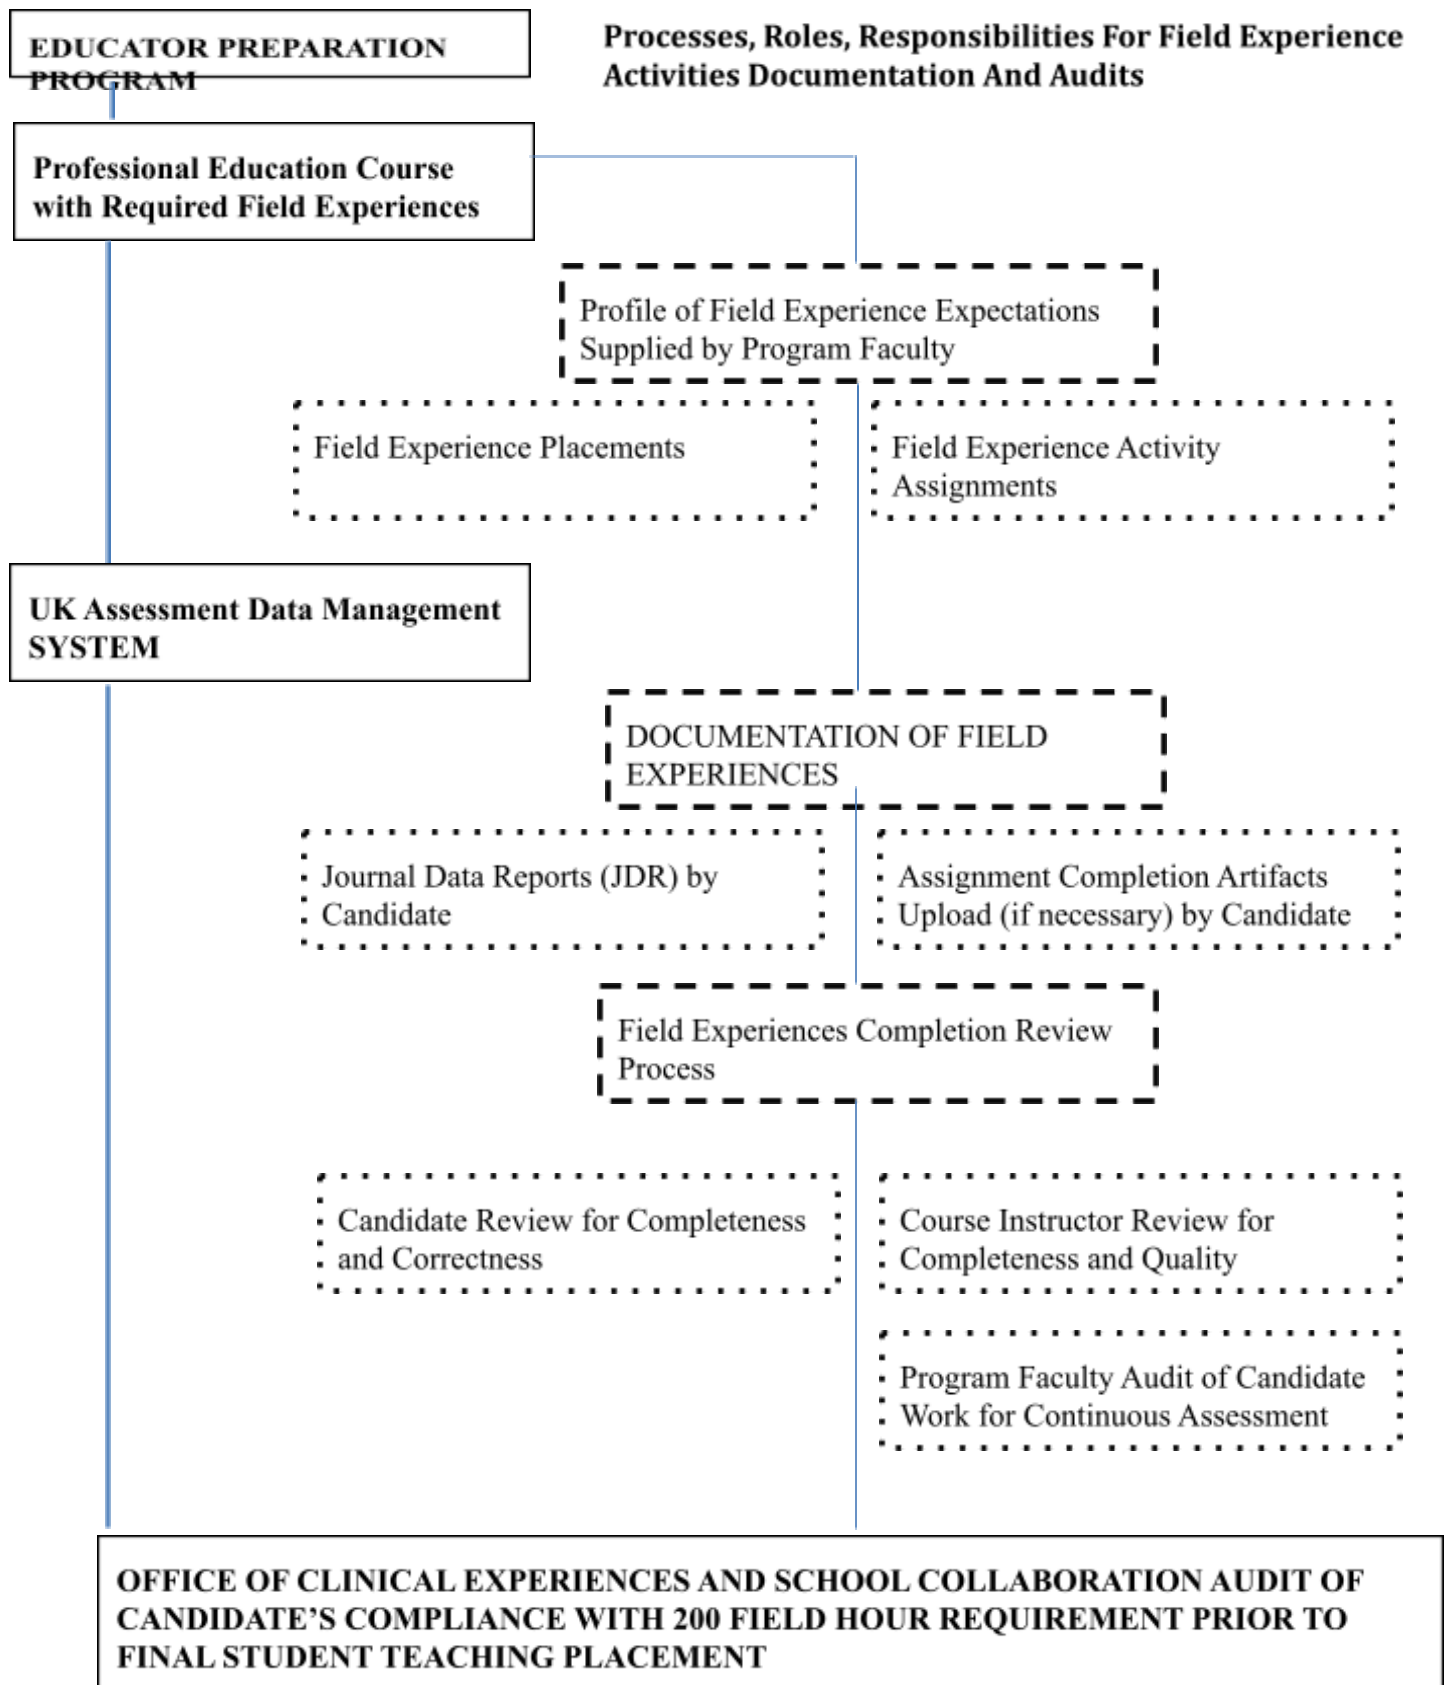 EDUCATOR PREPARATION
PROGRAM
Processes, Roles, Responsibilities For Field Experience
Activities Documentation And Audits
Professional Education Course
with Required Field Experiences
Profile of Field Experience Expectations
Supplied by Program Faculty
Field Experience Placements
Field Experience Activity
Assignments
UK Assessment Data Management
SYSTEM
DOCUMENTATION OF FIELD
EXPERIENCES
Journal Data Reports (JDR) by
Candidate
Assignment Completion Artifacts
Upload (if necessary) by Candidate
Field Experiences Completion Review
Process
Candidate Review for Completeness
and Correctness
Course Instructor Review for
Completeness and Quality
Program Faculty Audit of Candidate
Work for Continuous Assessment
OFFICE OF CLINICAL EXPERIENCES AND SCHOOL COLLABORATION AUDIT OF
CANDIDATE’S COMPLIANCE WITH 200 FIELD HOUR REQUIREMENT PRIOR TO
FINAL STUDENT TEACHING PLACEMENT